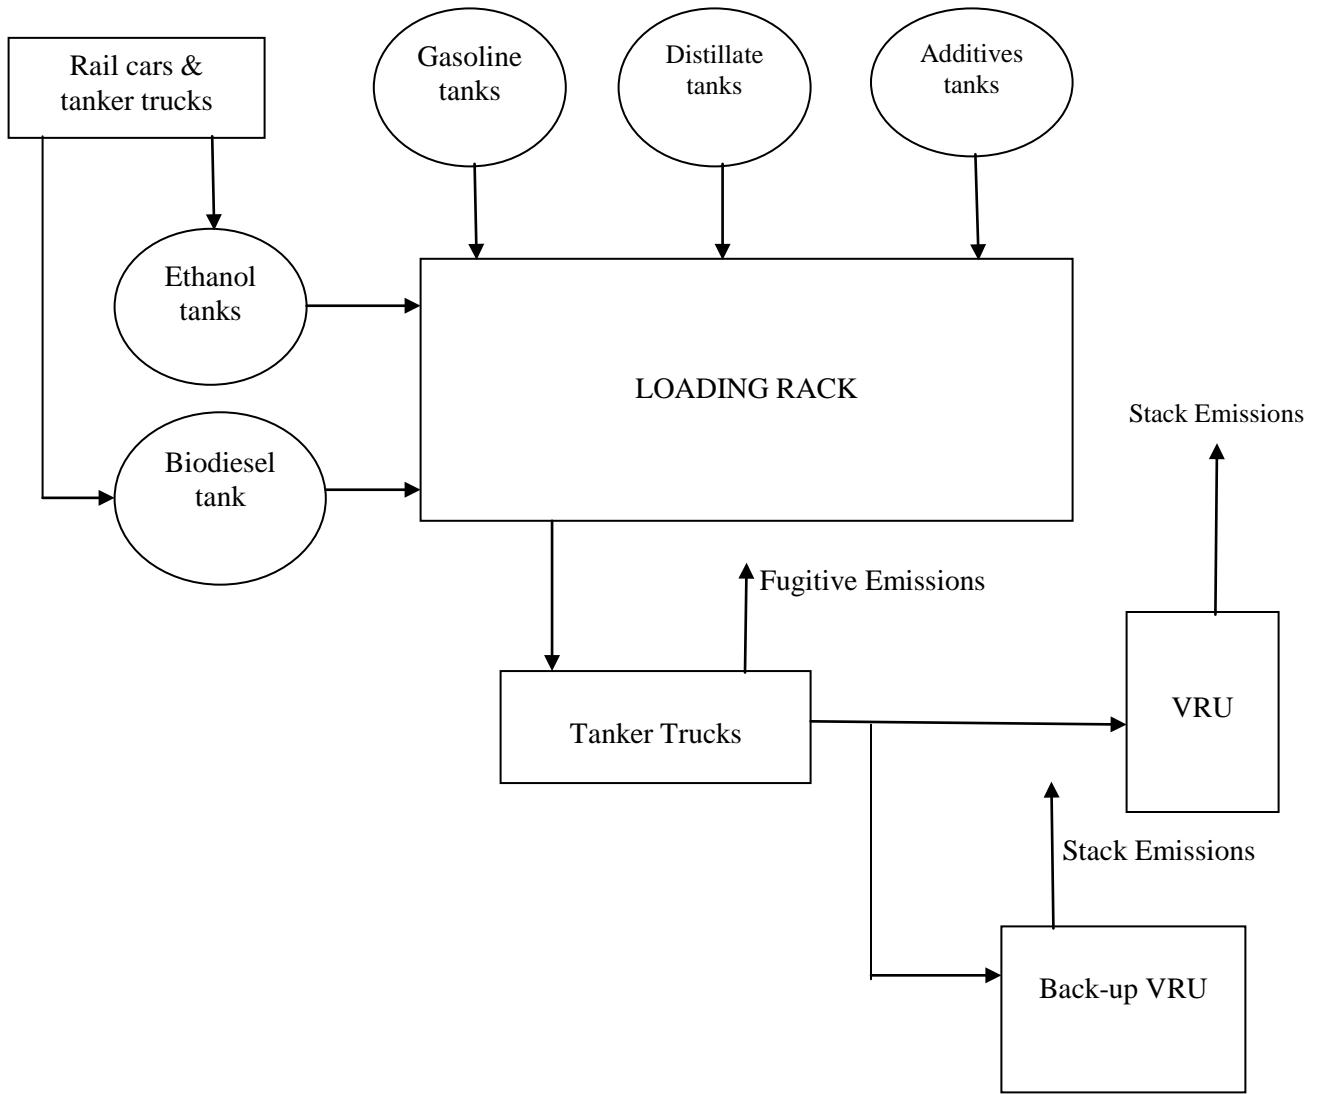 Rail cars &
tanker trucks
Gasoline
tanks
Distillate
tanks
Additives
tanks
Ethanol
tanks
LOADING RACK
Biodiesel
tank
Stack Emissions
Fugitive Emissions
Tanker Trucks
VRU
Stack Emissions
Back-up VRU